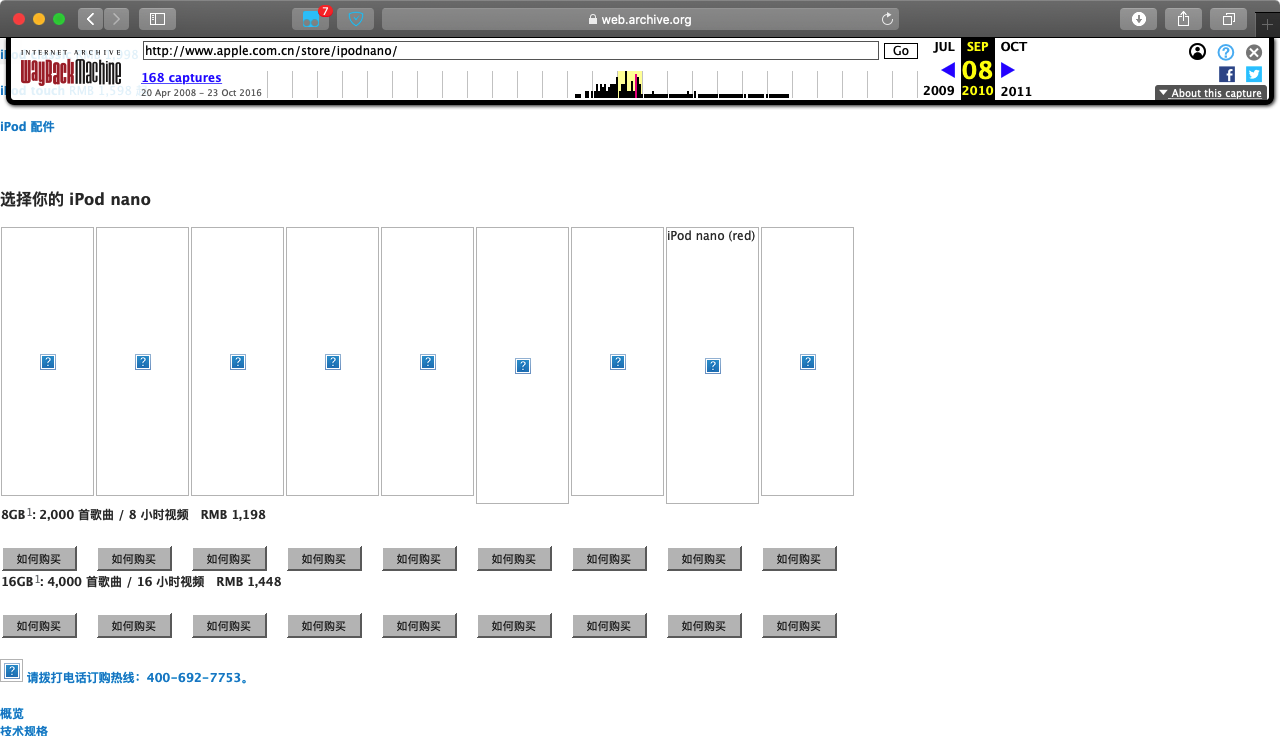 7
web.archive.org
INTERNET ARCHIVE
WayBackMachine
http://www.apple.com.cn/store/ipodnano/
Go
JUL
SEP
OCT
08
2009
2010
2011
168 captures
20 Apr 2008 – 23 Oct 2016
About this capture
iPod touch RMB 1,598
iPod 配件
选择你的 iPod nano
iPod nano (red)
8GB1: 2,000 首歌曲 / 8 小时视频 RMB 1,198
如何购买 如何购买 如何购买 如何购买 如何购买 如何购买 如何购买 如何购买 如何购买
16GB1: 4,000 首歌曲 / 16 小时视频 RMB 1,448
如何购买 如何购买 如何购买 如何购买 如何购买 如何购买 如何购买 如何购买 如何购买
请拨打电话订购热线：400-692-7753。
概览
技术规格